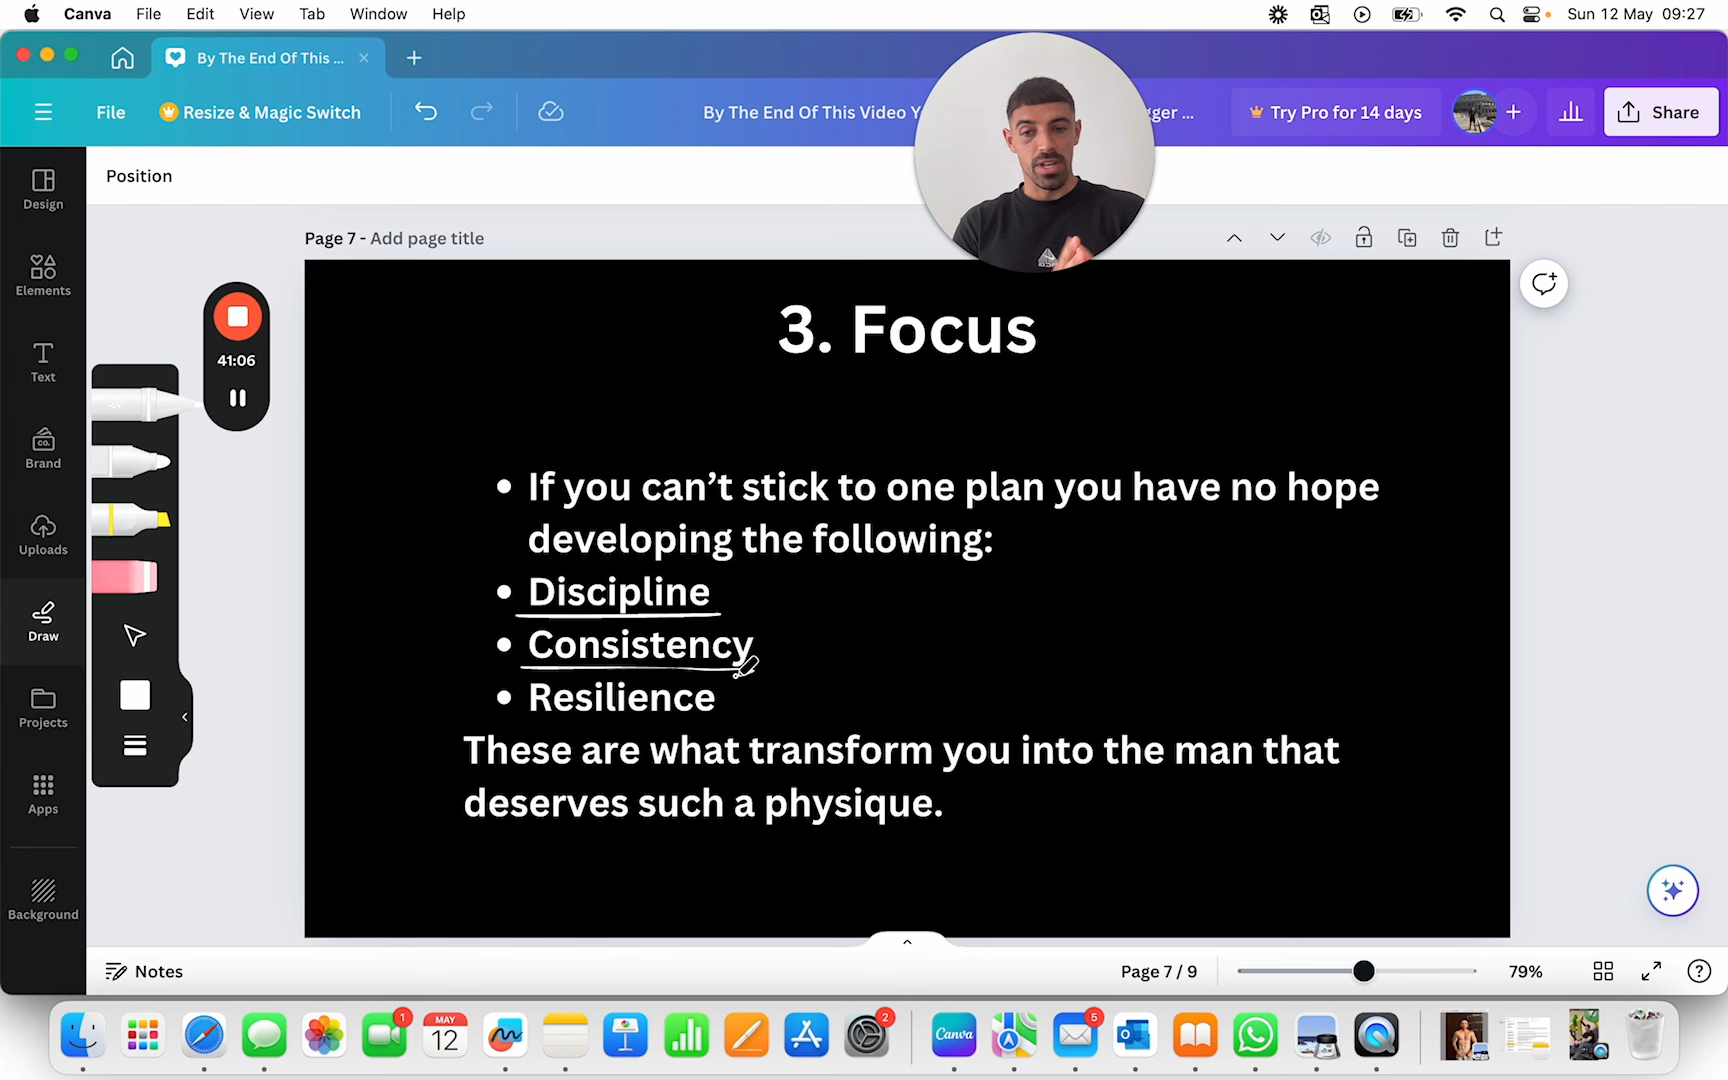 Canva File Edit View Tab Window Help Sun 12 May 09:27
By The End Of This ...
File Resize & Magic Switch By The End Of This Video Y gger ... Try Pro for 14 days Share
Position
Design
Elements
Text
Brand
Uploads
Draw
Projects
Apps
Background
41:06
Page 7 - Add page title
3. Focus
• If you can’t stick to one plan you have no hope
developing the following:
• Discipline
• Consistency
• Resilience
These are what transform you into the man that
deserves such a physique.
Notes Page 7 / 9 79%
1 MAY 12 2 Canva 5